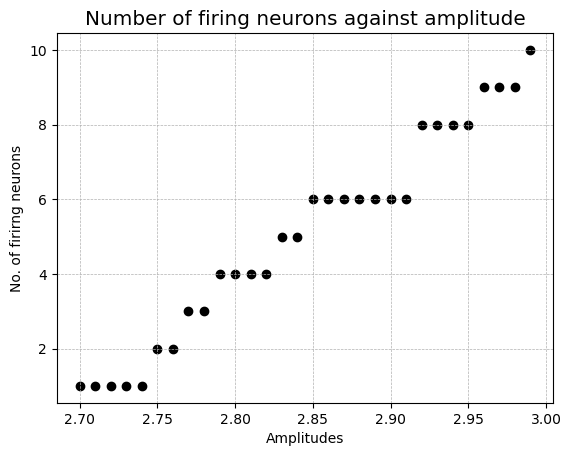 Number of firing neurons against amplitude
10
8
6
4
2
No. of firirng neurons
2.70 2.75 2.80 2.85 2.90 2.95 3.00
Amplitudes